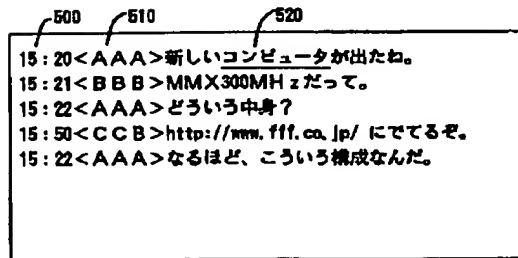 500 510 520
15:20<AAA>新しいコンピュータが出たね。
15:21<BBB>MMX300MHzだって。
15:22<AAA>どういう中身?
15:50<CCB>http://www.fff.co.jp/ にでてるぞ。
15:22<AAA>なるほど、こういう構成なんだ。